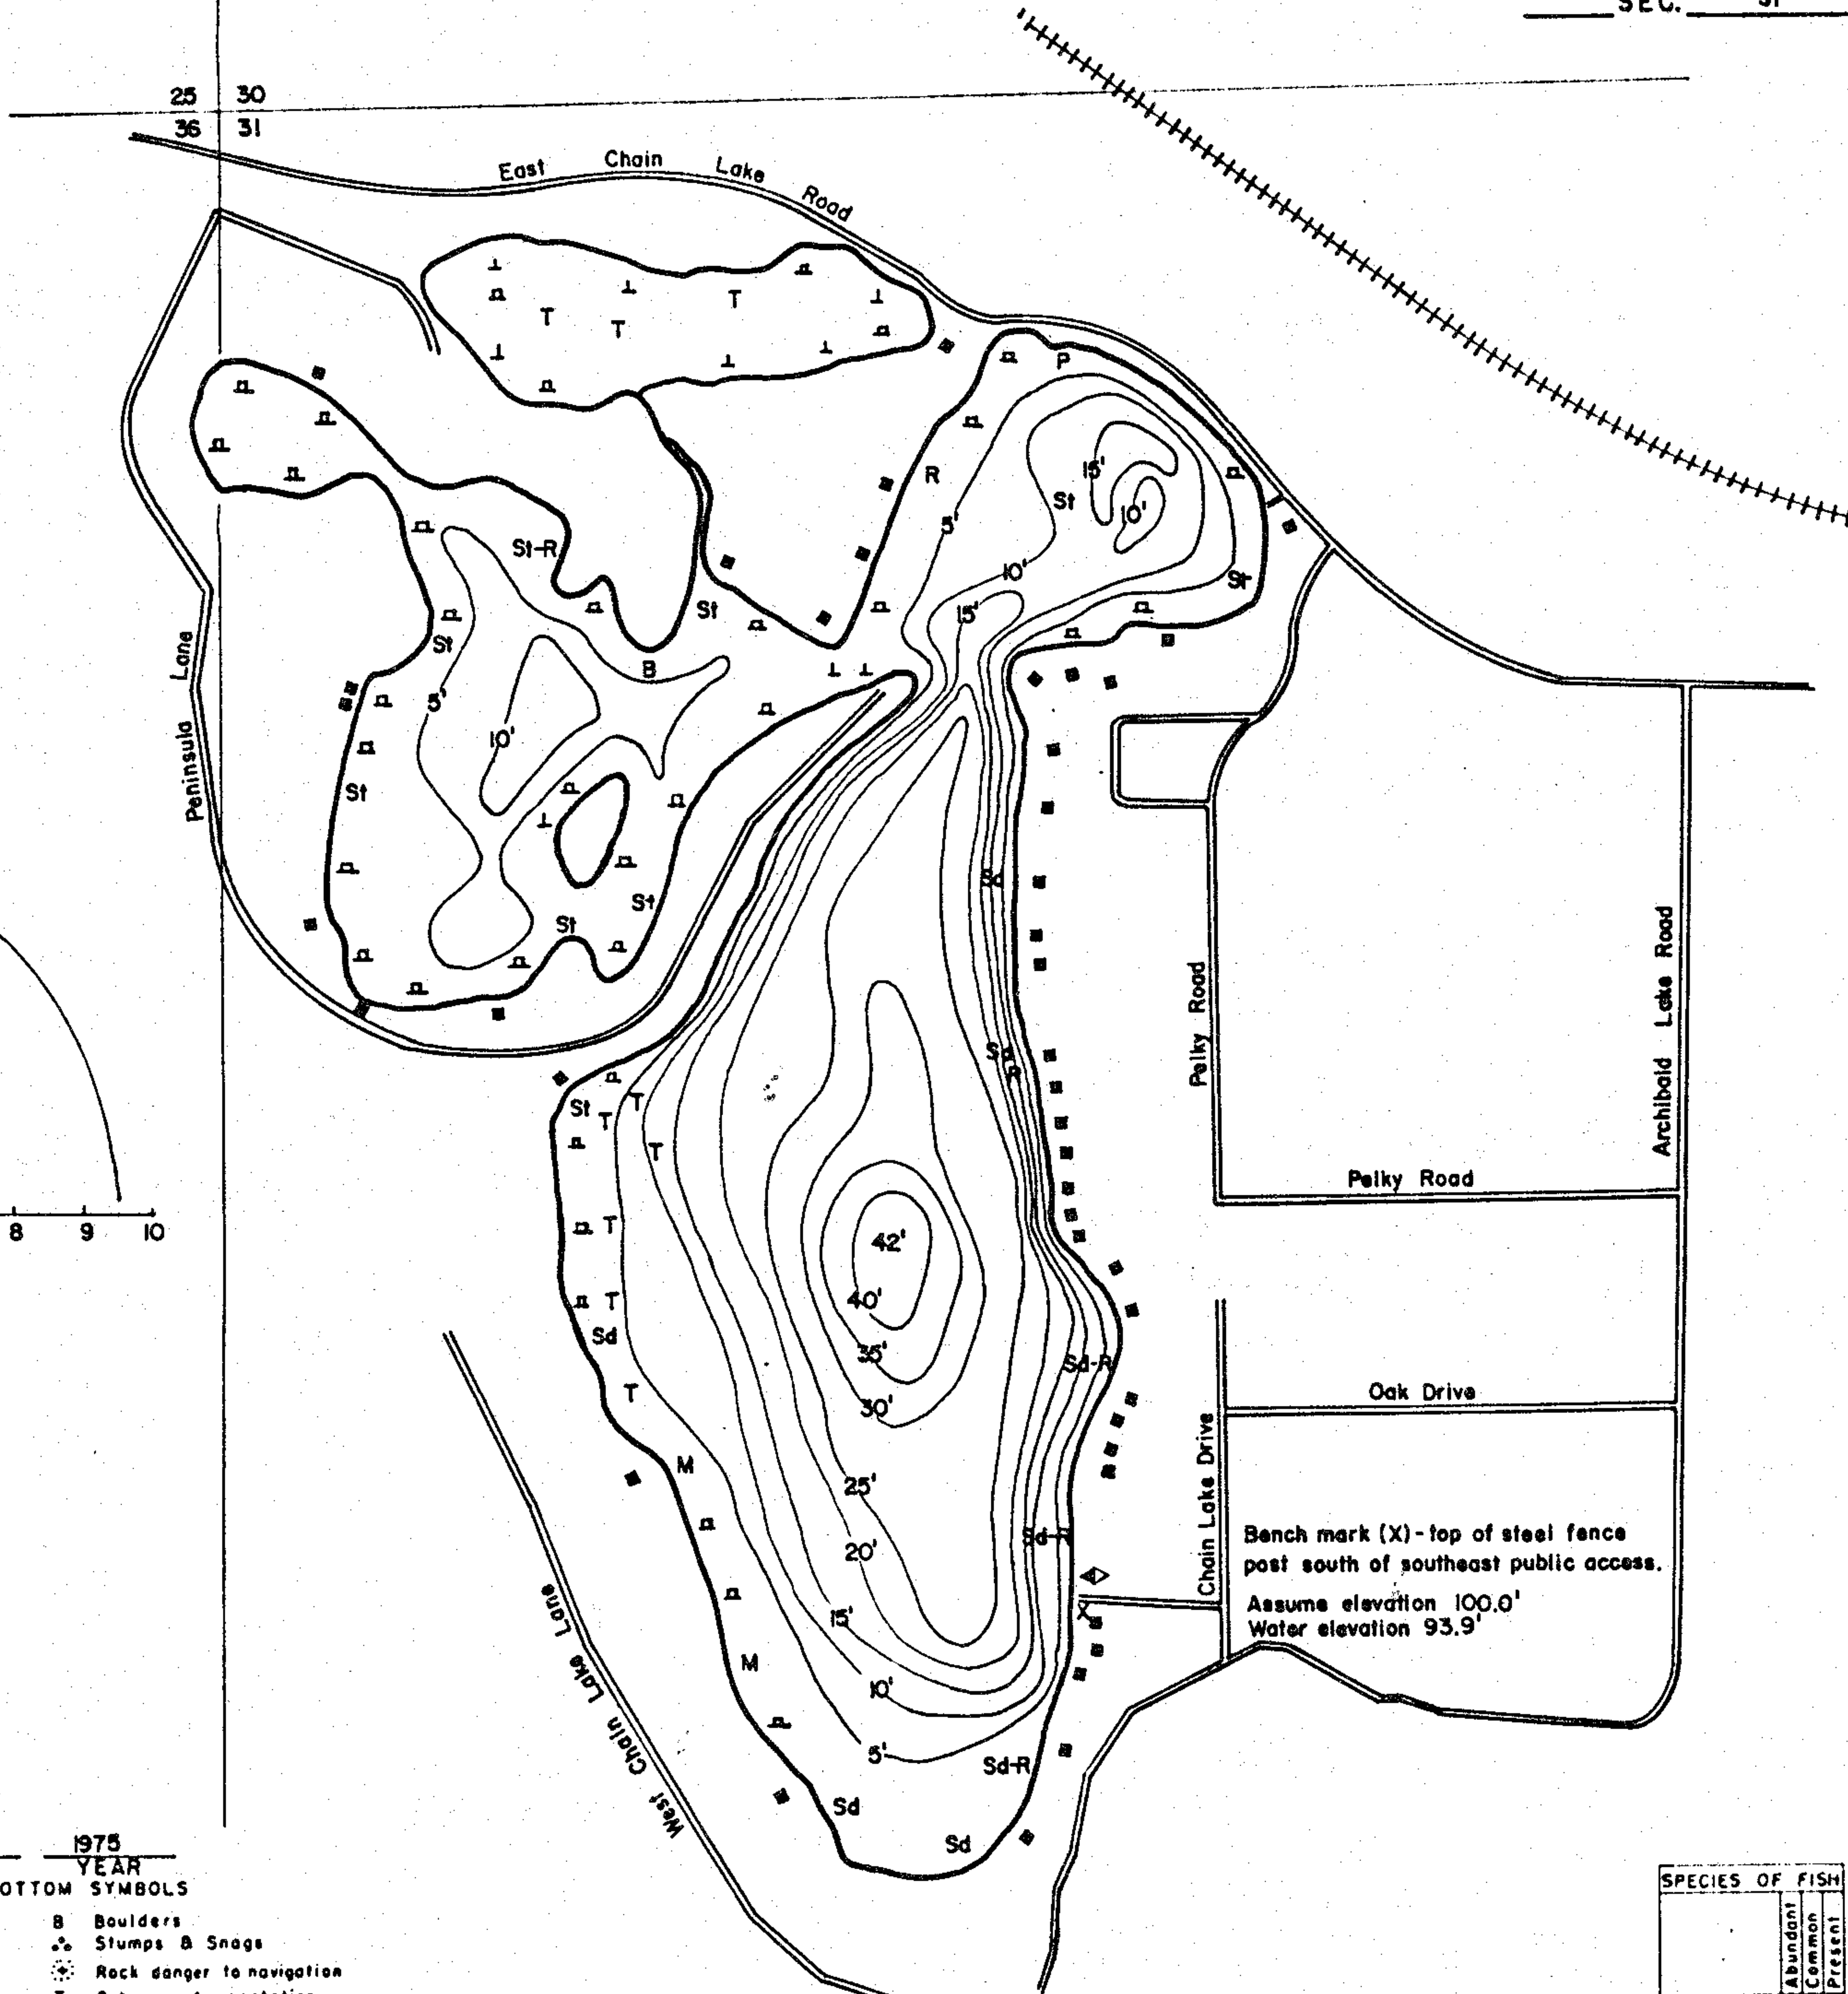 SEC. 31
25 30
36 31
East Chain Lake Road
T
T
T
P
R
15'
St
10'
5'
St-R
10'
St
15'
St
St
B
5'
10'
Peninsula Lane
St
Sd
St
St
Pelky Road
Archibald Lake Road
Sd
R
St
T
T
T
Pelky Road
8 9 10
T
42'
40'
T
Sd
35'
Sd-R
T
30'
Oak Drive
M
25'
Chain Lake Drive
Bench mark (X) - top of steel fence
post south of southeast public access.
Assume elevation 100.0'
Water elevation 93.9'
Sd-R
20'
X
15'
West Chain Lake Lane
M
10'
5'
Sd-R
Sd
Sd
1975
YEAR
OTTOM SYMBOLS
B Boulders
Stumps & Snags
Rock danger to navigation
SPECIES OF FISH
Abundant
Common
Present